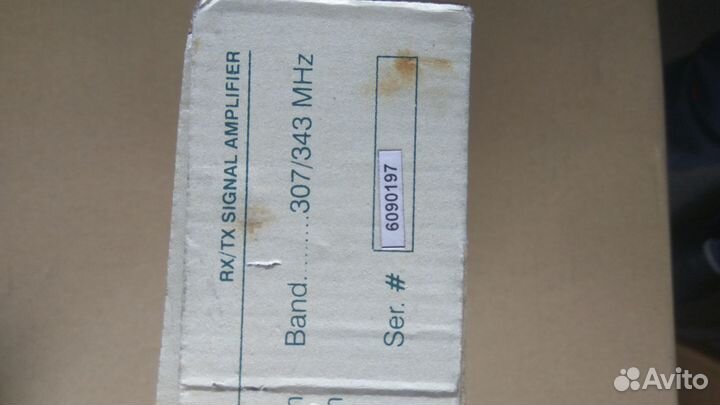 RX/TX SIGNAL AMPLIFIER
Band.........307/343 MHz
Ser. # 6090197
Avito